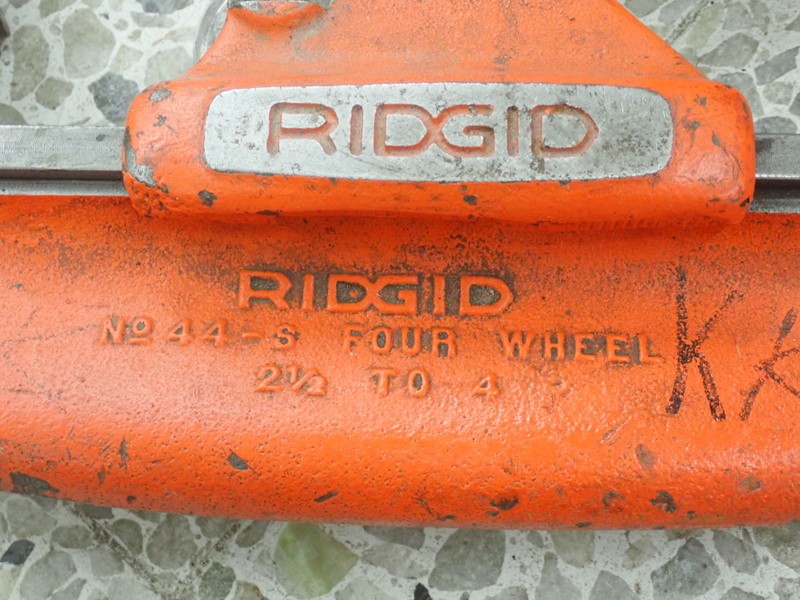 RIDGID
RIDGID
Nº 44-S FOUR WHEEL
2½ TO 4
K